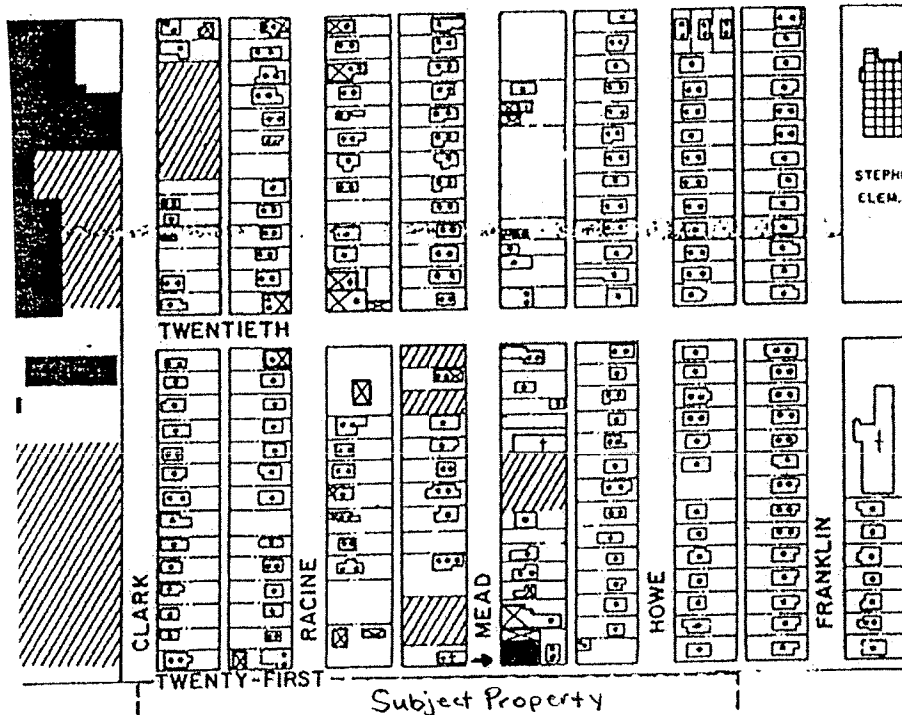 STEPH
ELEM.
TWENTIETH
CLARK
RACINE
MEAD
HOWE
FRANKLIN
TWENTY-FIRST
Subject Property